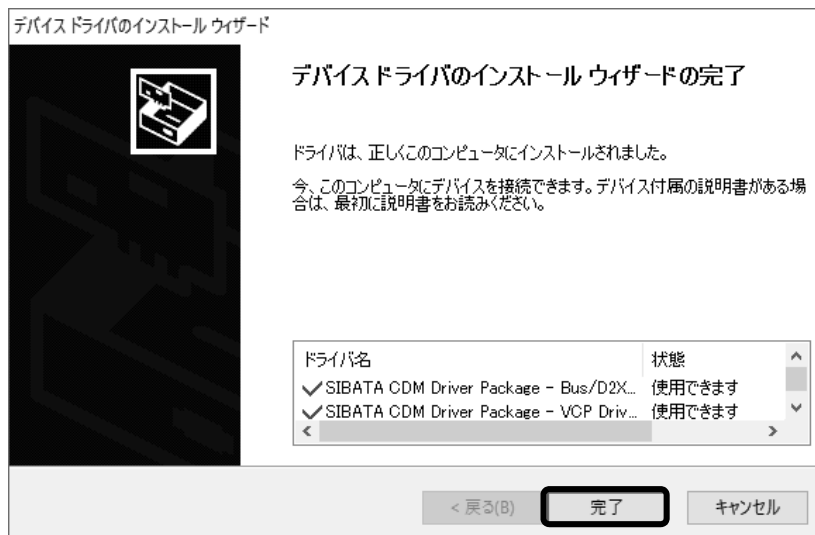 デバイス ドライバのインストール ウィザード
デバイス ドライバのインストール ウィザードの完了
ドライバは、正しくこのコンピュータにインストールされました。
今、このコンピュータにデバイスを接続できます。デバイス付属の説明書がある場
合は、最初に説明書をお読みください。
ドライバ名 状態
SIBATA CDM Driver Package - Bus/D2X... 使用できます
SIBATA CDM Driver Package - VCP Driv... 使用できます
< 戻る(B) 完了 キャンセル